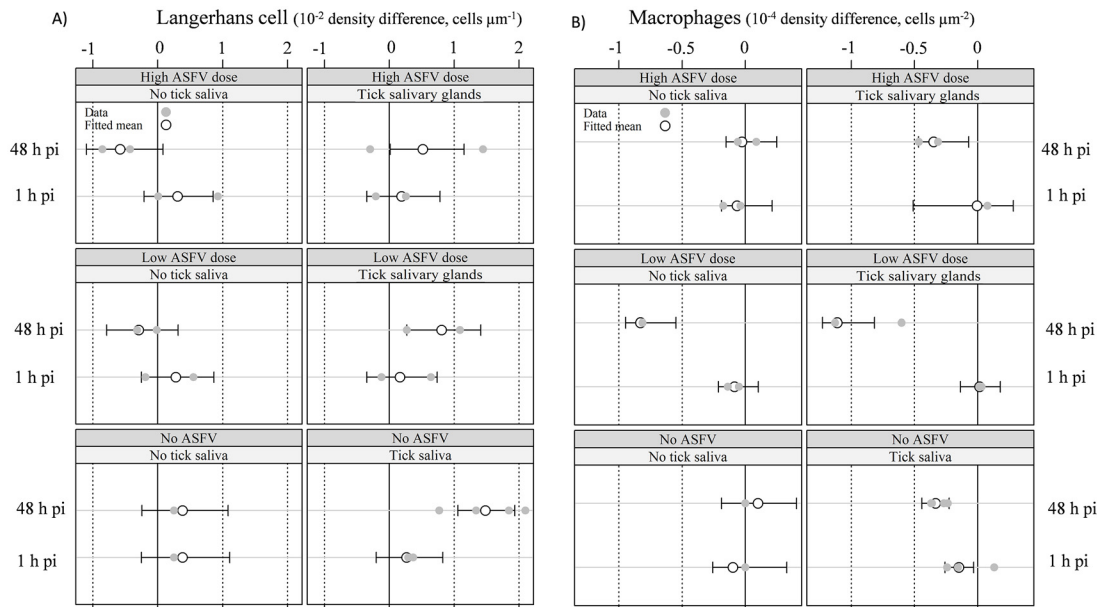 A) Langerhans cell (10-2 density difference, cells µm-1)
-1 0 1 2 -1 0 1 2
High ASFV dose High ASFV dose
No tick saliva Tick salivary glands
Data
Fitted mean
48 h pi
1 h pi
Low ASFV dose Low ASFV dose
No tick saliva Tick salivary glands
48 h pi
1 h pi
No ASFV No ASFV
No tick saliva Tick saliva
48 h pi
1 h pi
B) Macrophages (10-4 density difference, cells µm-2)
-1 -0.5 0 -1 -0.5 0
High ASFV dose High ASFV dose
No tick saliva Tick salivary glands
Data
Fitted mean
48 h pi
1 h pi
Low ASFV dose Low ASFV dose
No tick saliva Tick salivary glands
48 h pi
1 h pi
No ASFV No ASFV
No tick saliva Tick saliva
48 h pi
1 h pi